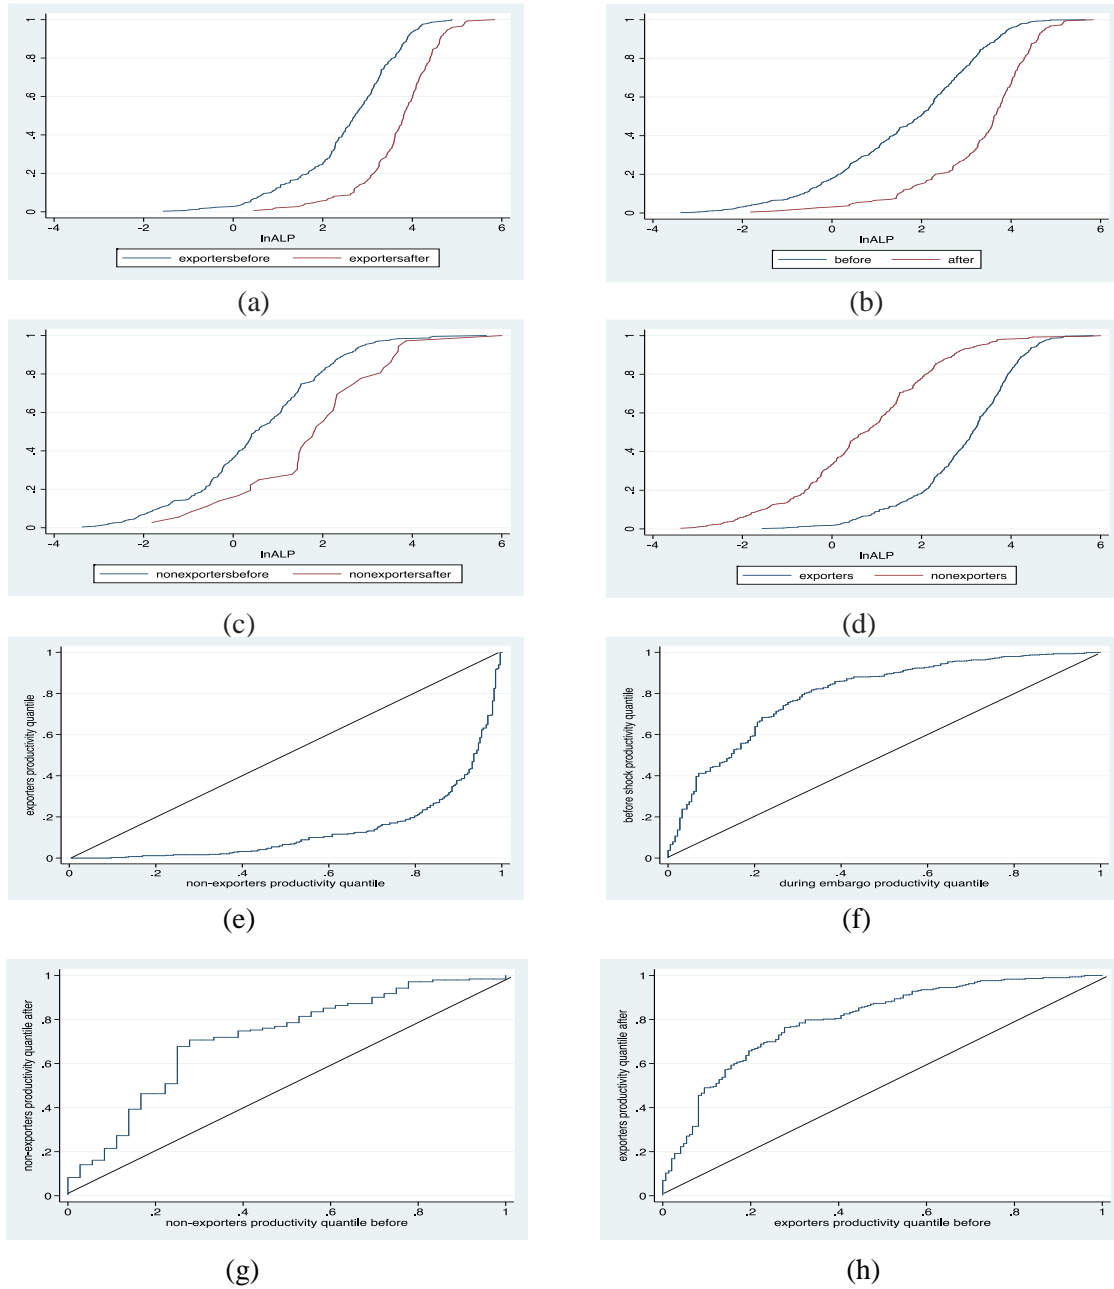 0 .2 .4 .6 .8 1
-4 -2 0 2 4 6
lnALP
exportersbefore exportersafter
(a)
0 .2 .4 .6 .8 1
-4 -2 0 2 4 6
lnALP
before after
(b)
0 .2 .4 .6 .8 1
-4 -2 0 2 4 6
lnALP
nonexportersbefore nonexportersafter
(c)
0 .2 .4 .6 .8 1
-4 -2 0 2 4 6
lnALP
exporters nonexporters
(d)
exporters productivity quantile
1
.8
.6
.4
.2
0
0 .2 .4 .6 .8 1
non-exporters productivity quantile
(e)
before shock productivity quantile
1
.8
.6
.4
.2
0
0 .2 .4 .6 .8 1
during embargo productivity quantile
(f)
non-exporters productivity quantile after
1
.8
.6
.4
.2
0
0 .2 .4 .6 .8 1
non-exporters productivity quantile before
(g)
exporters productivity quantile after
1
.8
.6
.4
.2
0
0 .2 .4 .6 .8 1
exporters productivity quantile before
(h)